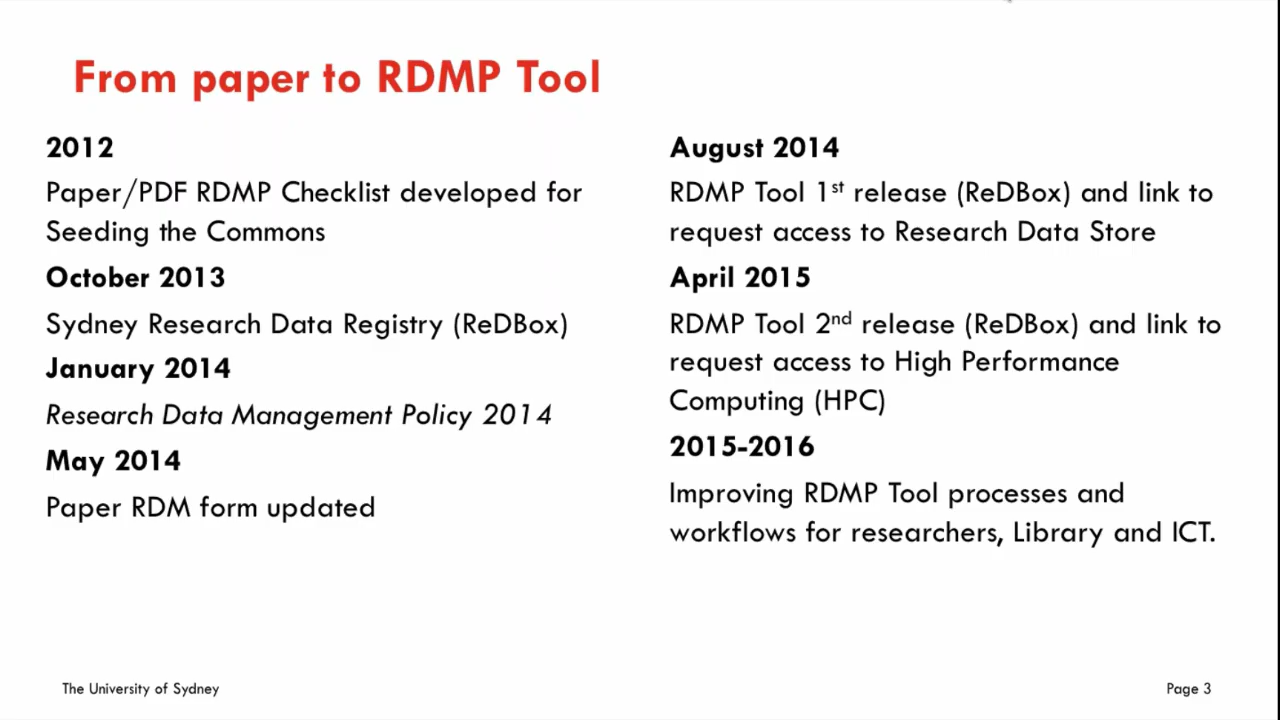 From paper to RDMP Tool
2012
Paper/PDF RDMP Checklist developed for
Seeding the Commons
October 2013
Sydney Research Data Registry (ReDBox)
January 2014
Research Data Management Policy 2014
May 2014
Paper RDM form updated
August 2014
RDMP Tool 1st release (ReDBox) and link to
request access to Research Data Store
April 2015
RDMP Tool 2nd release (ReDBox) and link to
request access to High Performance
Computing (HPC)
2015-2016
Improving RDMP Tool processes and
workflows for researchers, Library and ICT.
The University of Sydney
Page 3